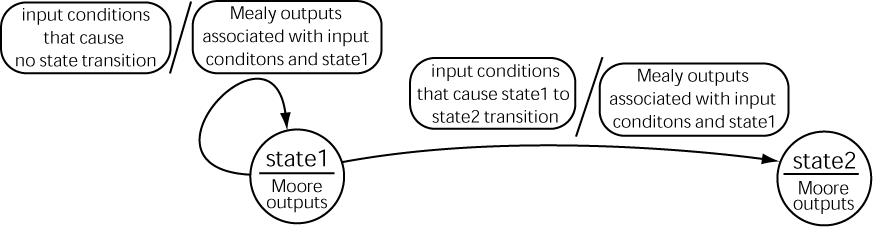 input conditions
that cause
no state transition
Mealy outputs
associated with input
conditons and state1
input conditions
that cause state1 to
state2 transition
Mealy outputs
associated with input
conditons and state1
state1
Moore
outputs
state2
Moore
outputs